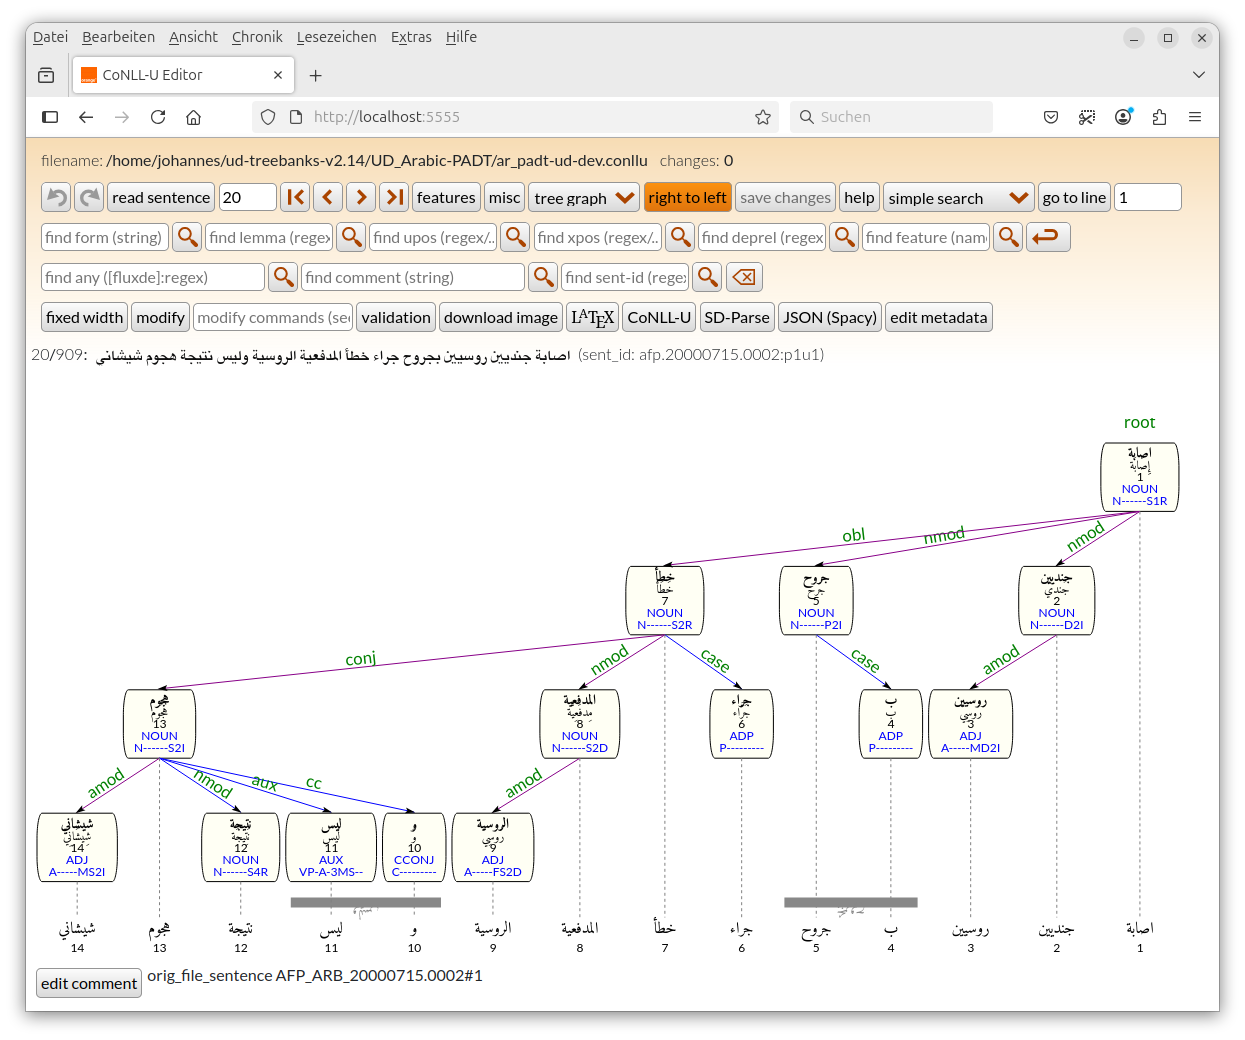 Datei Bearbeiten Ansicht Chronik Lesezeichen Extras Hilfe
CoNLL-U Editor
http://localhost:5555 Suchen
filename: /home/johannes/ud-treebanks-v2.14/UD_Arabic-PADT/ar_padt-ud-dev.conllu changes: 0
read sentence 20 features misc tree graph right to left save changes help simple search go to line 1
find form (string) find lemma (regex find upos (regex/.. find xpos (regex/.. find deprel (regex find feature (nam
find any ([fluxde]:regex) find comment (string) find sent-id (rege
fixed width modify modify commands (see validation download image LATEX CoNLL-U SD-Parse JSON (Spacy) edit metadata
20/909: اصابة جنديين روسيين بجروح جراء خطأ المدفعية الروسية وليس نتيجة هجوم شيشاني (sent_id: afp.20000715.0002:p1u1)
root
اصابة
إِصابَة
1
NOUN
N------S1R
obl nmod nmod
خطأ جروح جنديين
خَطَأ جُرح جُندِي
7 5 2
NOUN NOUN NOUN
N------S2R N------P2I N------D2I
conj nmod case case amod
هجوم المدفعية جراء ب روسيين
هُجُوم مِدفَعِيَّة جَرَّاءَ بِ رُوسِيّ
13 8 6 4 3
NOUN NOUN ADP ADP ADJ
N------S2I N------S2D P--------- P--------- A-----MD2I
amod nmod aux cc amod
شيشاني نتيجة ليس و الروسية
شِيشانِيّ نَتِيجَة لَيسَ وَ رُوسِيّ
14 12 11 10 9
ADJ NOUN AUX CCONJ ADJ
A-----MS2I N------S4R VP-A-3MS-- C--------- A-----FS2D
وليس بجروح
شيشاني هجوم نتيجة ليس و الروسية المدفعية خطأ جراء جروح ب روسيين جنديين اصابة
14 13 12 11 10 9 8 7 6 5 4 3 2 1
edit comment orig_file_sentence AFP_ARB_20000715.0002#1